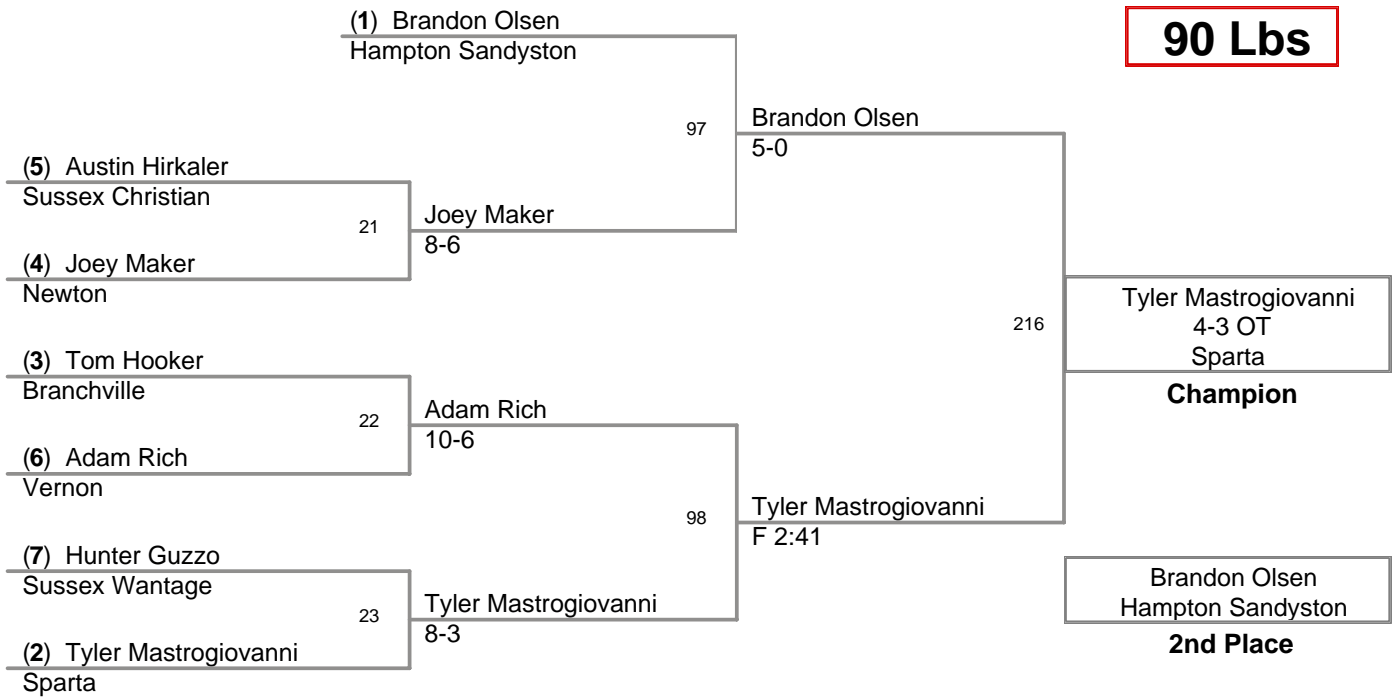 (1) Brandon Olsen
Hampton Sandyston
90 Lbs
97
Brandon Olsen
5-0
(5) Austin Hirkaler
Sussex Christian
21
Joey Maker
8-6
(4) Joey Maker
Newton
216
Tyler Mastrogiovanni
4-3 OT
Sparta
Champion
(3) Tom Hooker
Branchville
22
Adam Rich
10-6
(6) Adam Rich
Vernon
98
Tyler Mastrogiovanni
F 2:41
(7) Hunter Guzzo
Sussex Wantage
23
Tyler Mastrogiovanni
8-3
(2) Tyler Mastrogiovanni
Sparta
Brandon Olsen
Hampton Sandyston
2nd Place